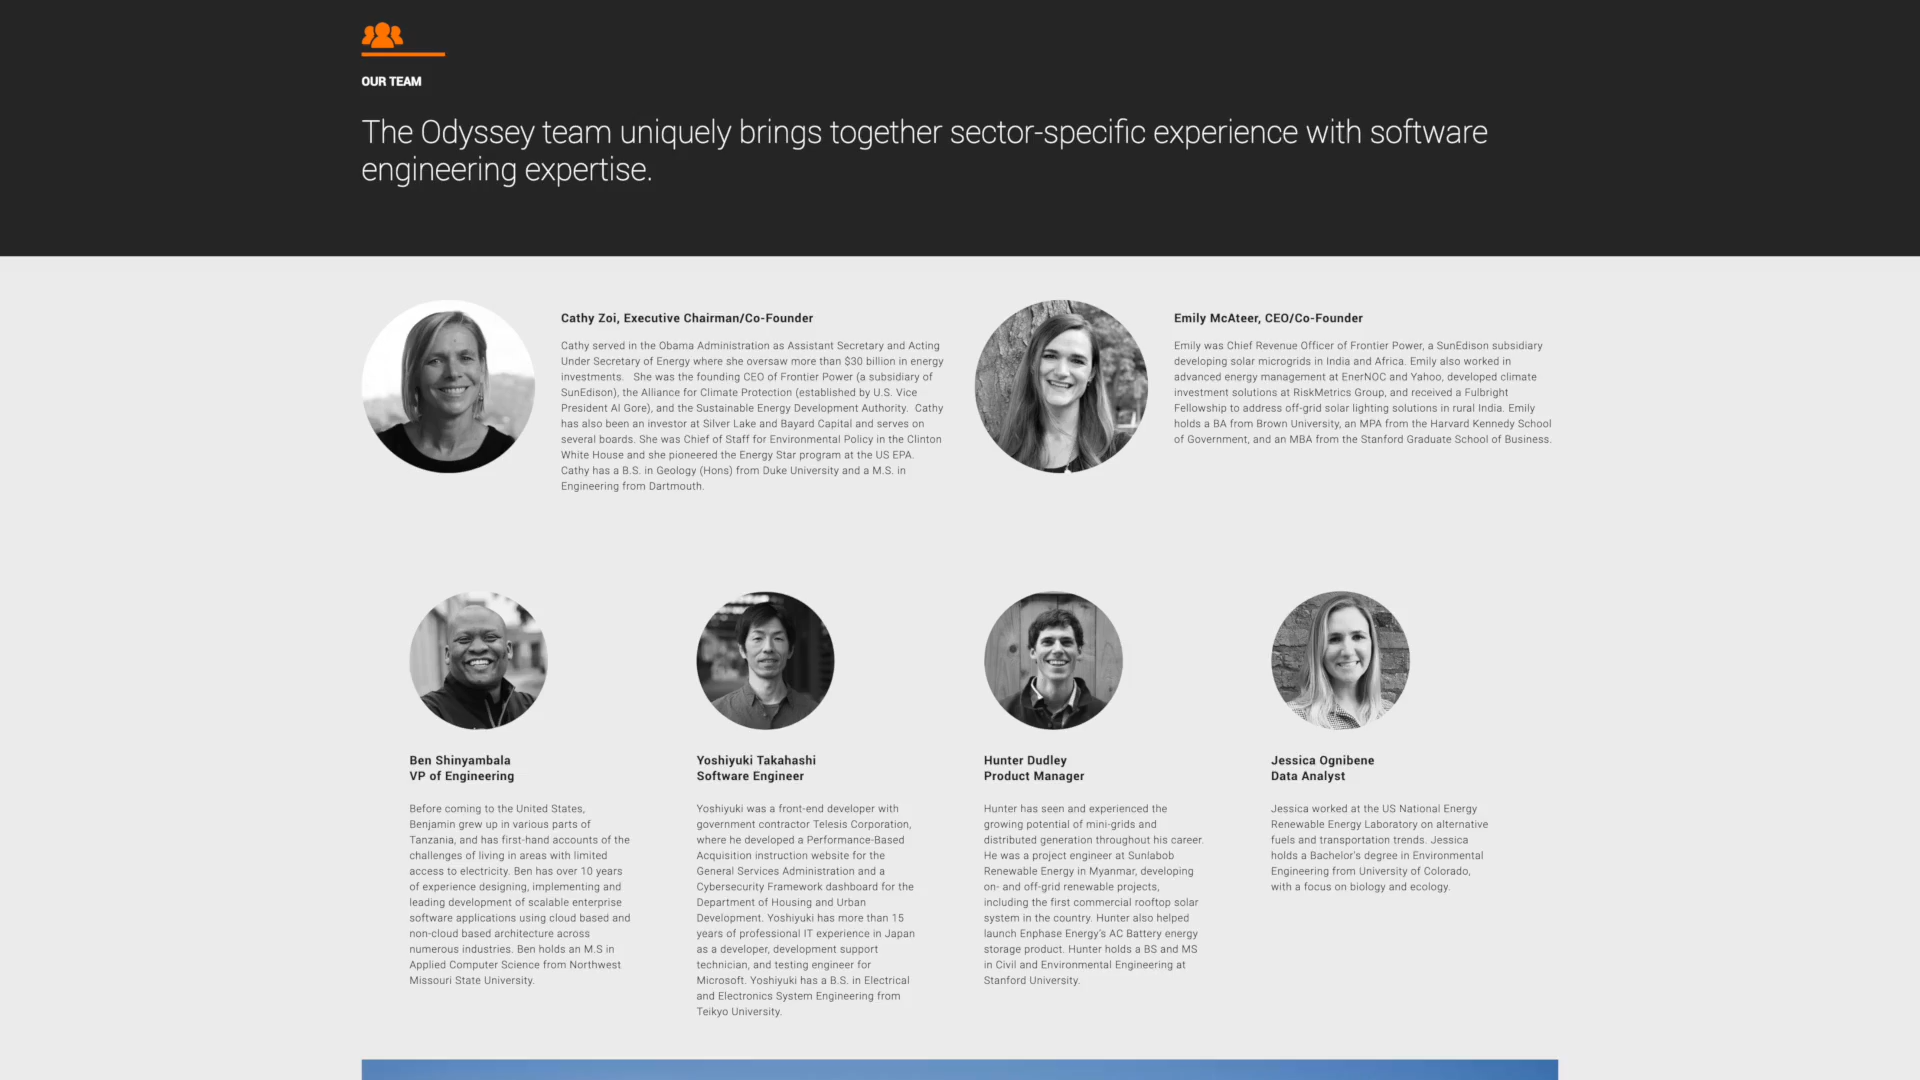 OUR TEAM
The Odyssey team uniquely brings together sector-specific experience with software
engineering expertise.
Cathy Zoi, Executive Chairman/Co-Founder
Cathy served in the Obama Administration as Assistant Secretary and Acting
Under Secretary of Energy where she oversaw more than $30 billion in energy
investments. She was the founding CEO of Frontier Power (a subsidiary of
SunEdison), the Alliance for Climate Protection (established by U.S. Vice
President Al Gore), and the Sustainable Energy Development Authority. Cathy
has also been an investor at Silver Lake and Bayard Capital and serves on
several boards. She was Chief of Staff for Environmental Policy in the Clinton
White House and she pioneered the Energy Star program at the US EPA.
Cathy has a B.S. in Geology (Hons) from Duke University and a M.S. in
Engineering from Dartmouth.
Emily McAteer, CEO/Co-Founder
Emily was Chief Revenue Officer of Frontier Power, a SunEdison subsidiary
developing solar microgrids in India and Africa. Emily also worked in
advanced energy management at EnerNOC and Yahoo, developed climate
investment solutions at RiskMetrics Group, and received a Fulbright
Fellowship to address off-grid solar lighting solutions in rural India. Emily
holds a BA from Brown University, an MPA from the Harvard Kennedy School
of Government, and an MBA from the Stanford Graduate School of Business.
Ben Shinyambala
VP of Engineering
Before coming to the United States,
Benjamin grew up in various parts of
Tanzania, and has first-hand accounts of the
challenges of living in areas with limited
access to electricity. Ben has over 10 years
of experience designing, implementing and
leading development of scalable enterprise
software applications using cloud based and
non-cloud based architecture across
numerous industries. Ben holds an M.S in
Applied Computer Science from Northwest
Missouri State University.
Yoshiyuki Takahashi
Software Engineer
Yoshiyuki was a front-end developer with
government contractor Telesis Corporation,
where he developed a Performance-Based
Acquisition instruction website for the
General Services Administration and a
Cybersecurity Framework dashboard for the
Department of Housing and Urban
Development. Yoshiyuki has more than 15
years of professional IT experience in Japan
as a developer, development support
technician, and testing engineer for
Microsoft. Yoshiyuki has a B.S. in Electrical
and Electronics System Engineering from
Teikyo University.
Hunter Dudley
Product Manager
Hunter has seen and experienced the
growing potential of mini-grids and
distributed generation throughout his career.
He was a project engineer at Sunlabob
Renewable Energy in Myanmar, developing
on- and off-grid renewable projects,
including the first commercial rooftop solar
system in the country. Hunter also helped
launch Enphase Energy's AC Battery energy
storage product. Hunter holds a BS and MS
in Civil and Environmental Engineering at
Stanford University.
Jessica Ognibene
Data Analyst
Jessica worked at the US National Energy
Renewable Energy Laboratory on alternative
fuels and transportation trends. Jessica
holds a Bachelor's degree in Environmental
Engineering from University of Colorado,
with a focus on biology and ecology.